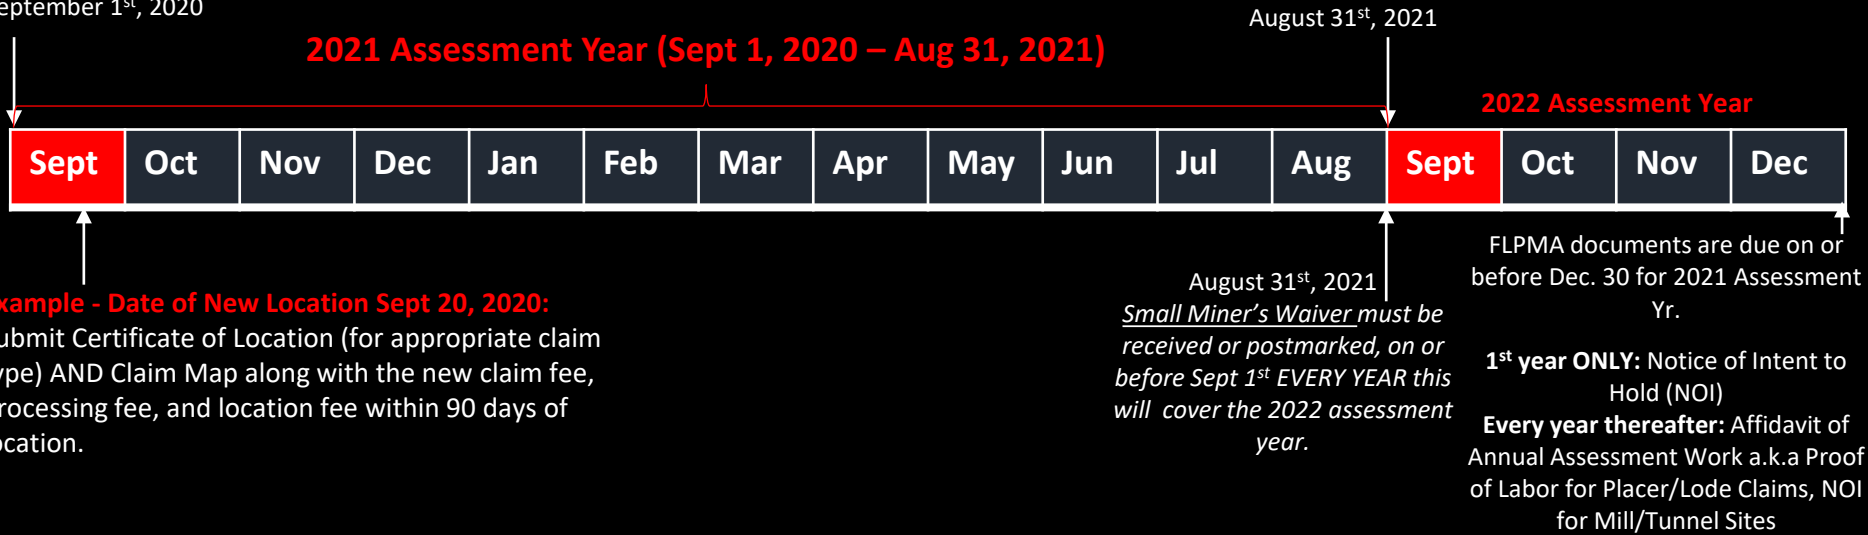 eptember 1st, 2020
August 31st, 2021
2021 Assessment Year (Sept 1, 2020 – Aug 31, 2021)
2022 Assessment Year
Sept Oct Nov Dec Jan Feb Mar Apr May Jun Jul Aug Sept Oct Nov Dec
xample - Date of New Location Sept 20, 2020:
ubmit Certificate of Location (for appropriate claim
ype) AND Claim Map along with the new claim fee,
rocessing fee, and location fee within 90 days of
ocation.
August 31st, 2021
Small Miner’s Waiver must be
received or postmarked, on or
before Sept 1st EVERY YEAR this
will cover the 2022 assessment
year.
FLPMA documents are due on or
before Dec. 30 for 2021 Assessment
Yr.
1st year ONLY: Notice of Intent to
Hold (NOI)
Every year thereafter: Affidavit of
Annual Assessment Work a.k.a Proof
of Labor for Placer/Lode Claims, NOI
for Mill/Tunnel Sites